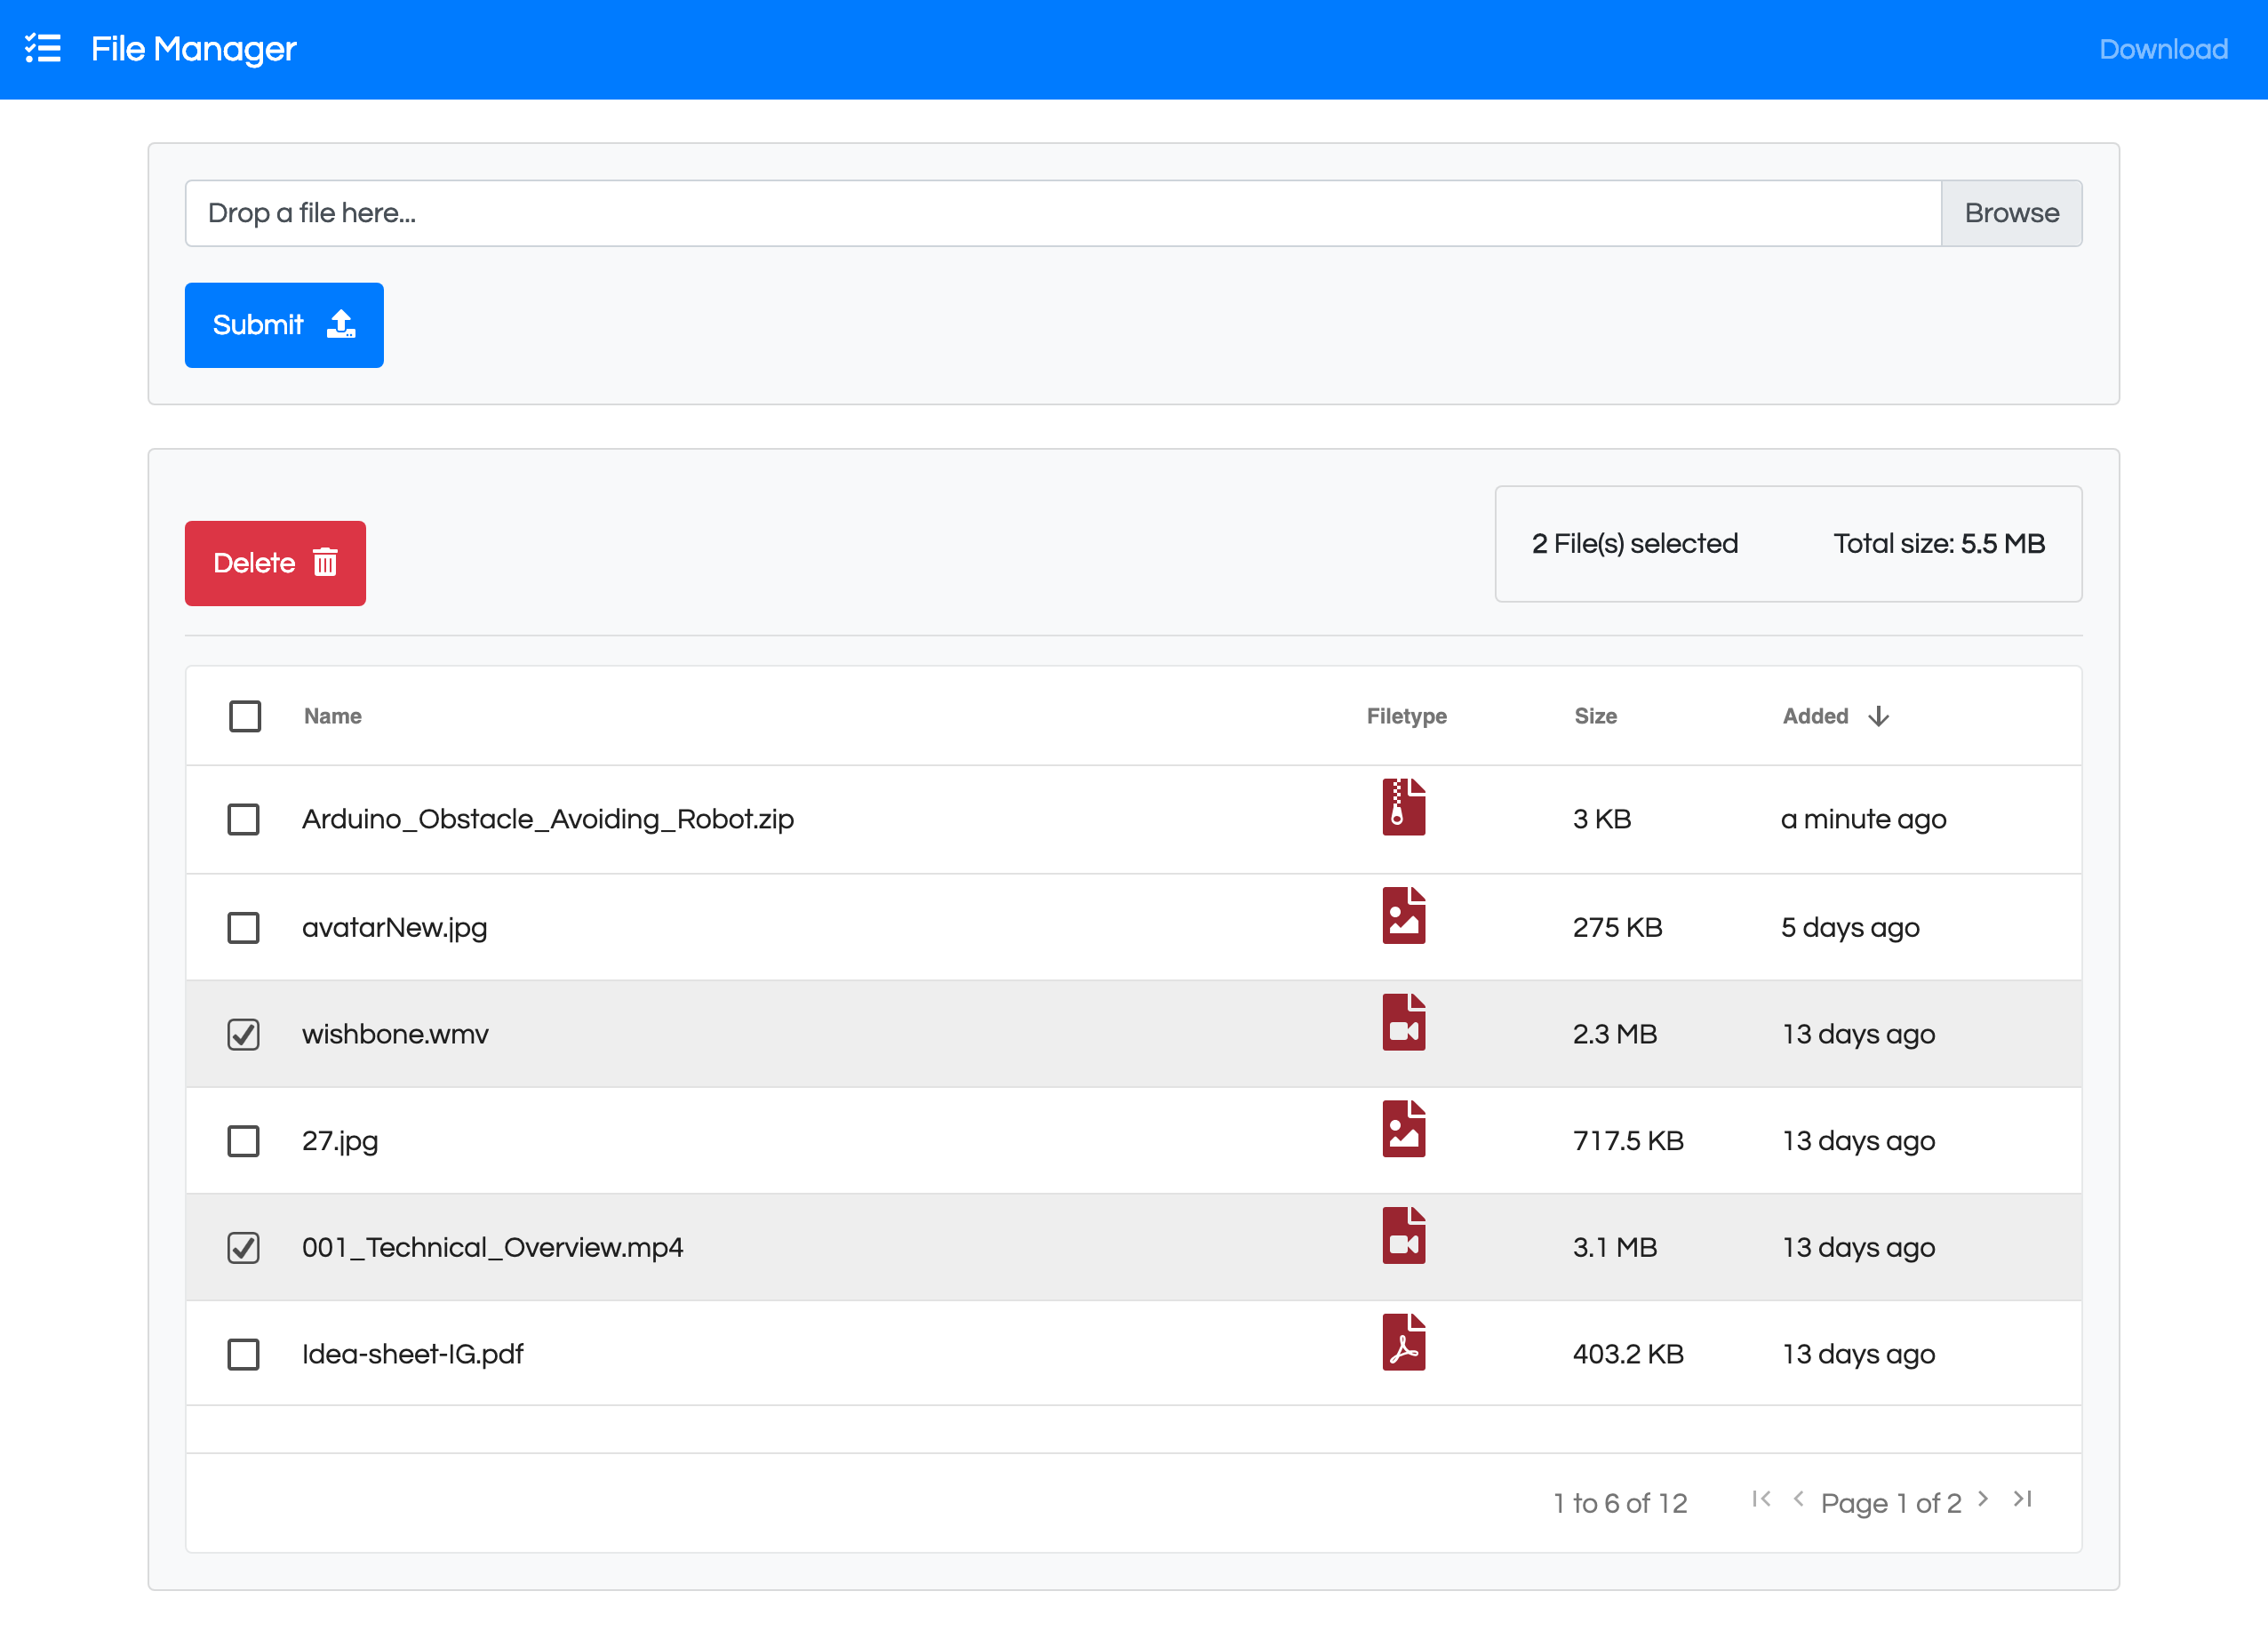 File Manager
Download
Drop a file here...
Browse
Submit
Delete
2 File(s) selected Total size: 5.5 MB
Name Filetype Size Added
Arduino_Obstacle_Avoiding_Robot.zip 3 KB a minute ago
avatarNew.jpg 275 KB 5 days ago
wishbone.wmv 2.3 MB 13 days ago
27.jpg 717.5 KB 13 days ago
001_Technical_Overview.mp4 3.1 MB 13 days ago
Idea-sheet-IG.pdf 403.2 KB 13 days ago
1 to 6 of 12 Page 1 of 2